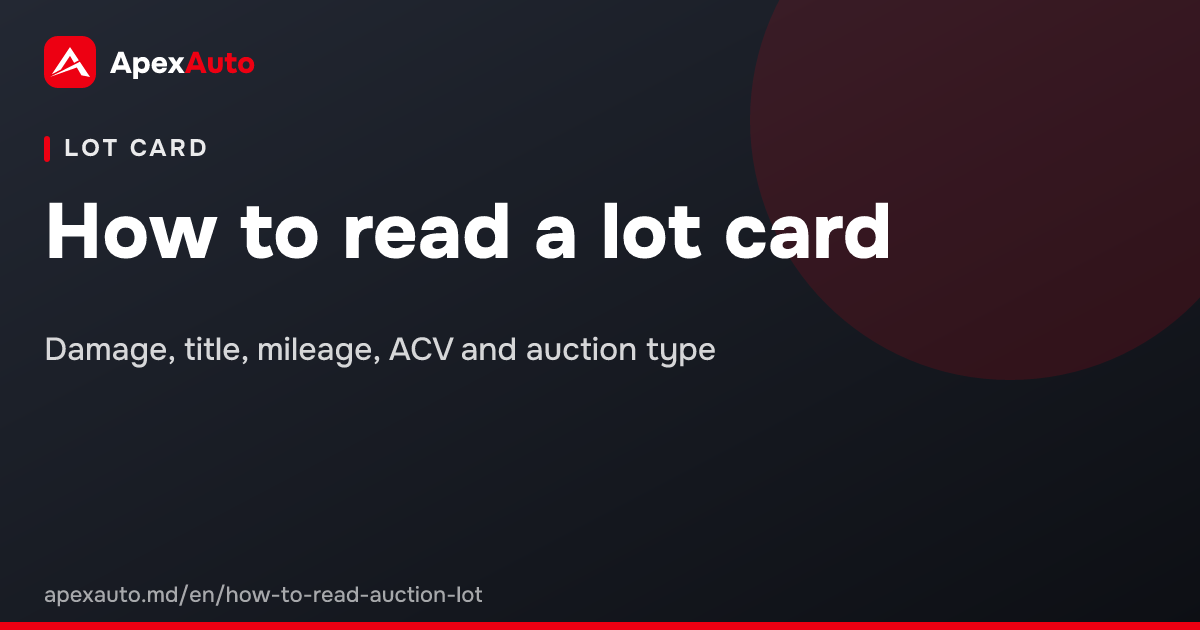 ApexAuto
LOT CARD
How to read a lot card
Damage, title, mileage, ACV and auction type
apexauto.md/en/how-to-read-auction-lot